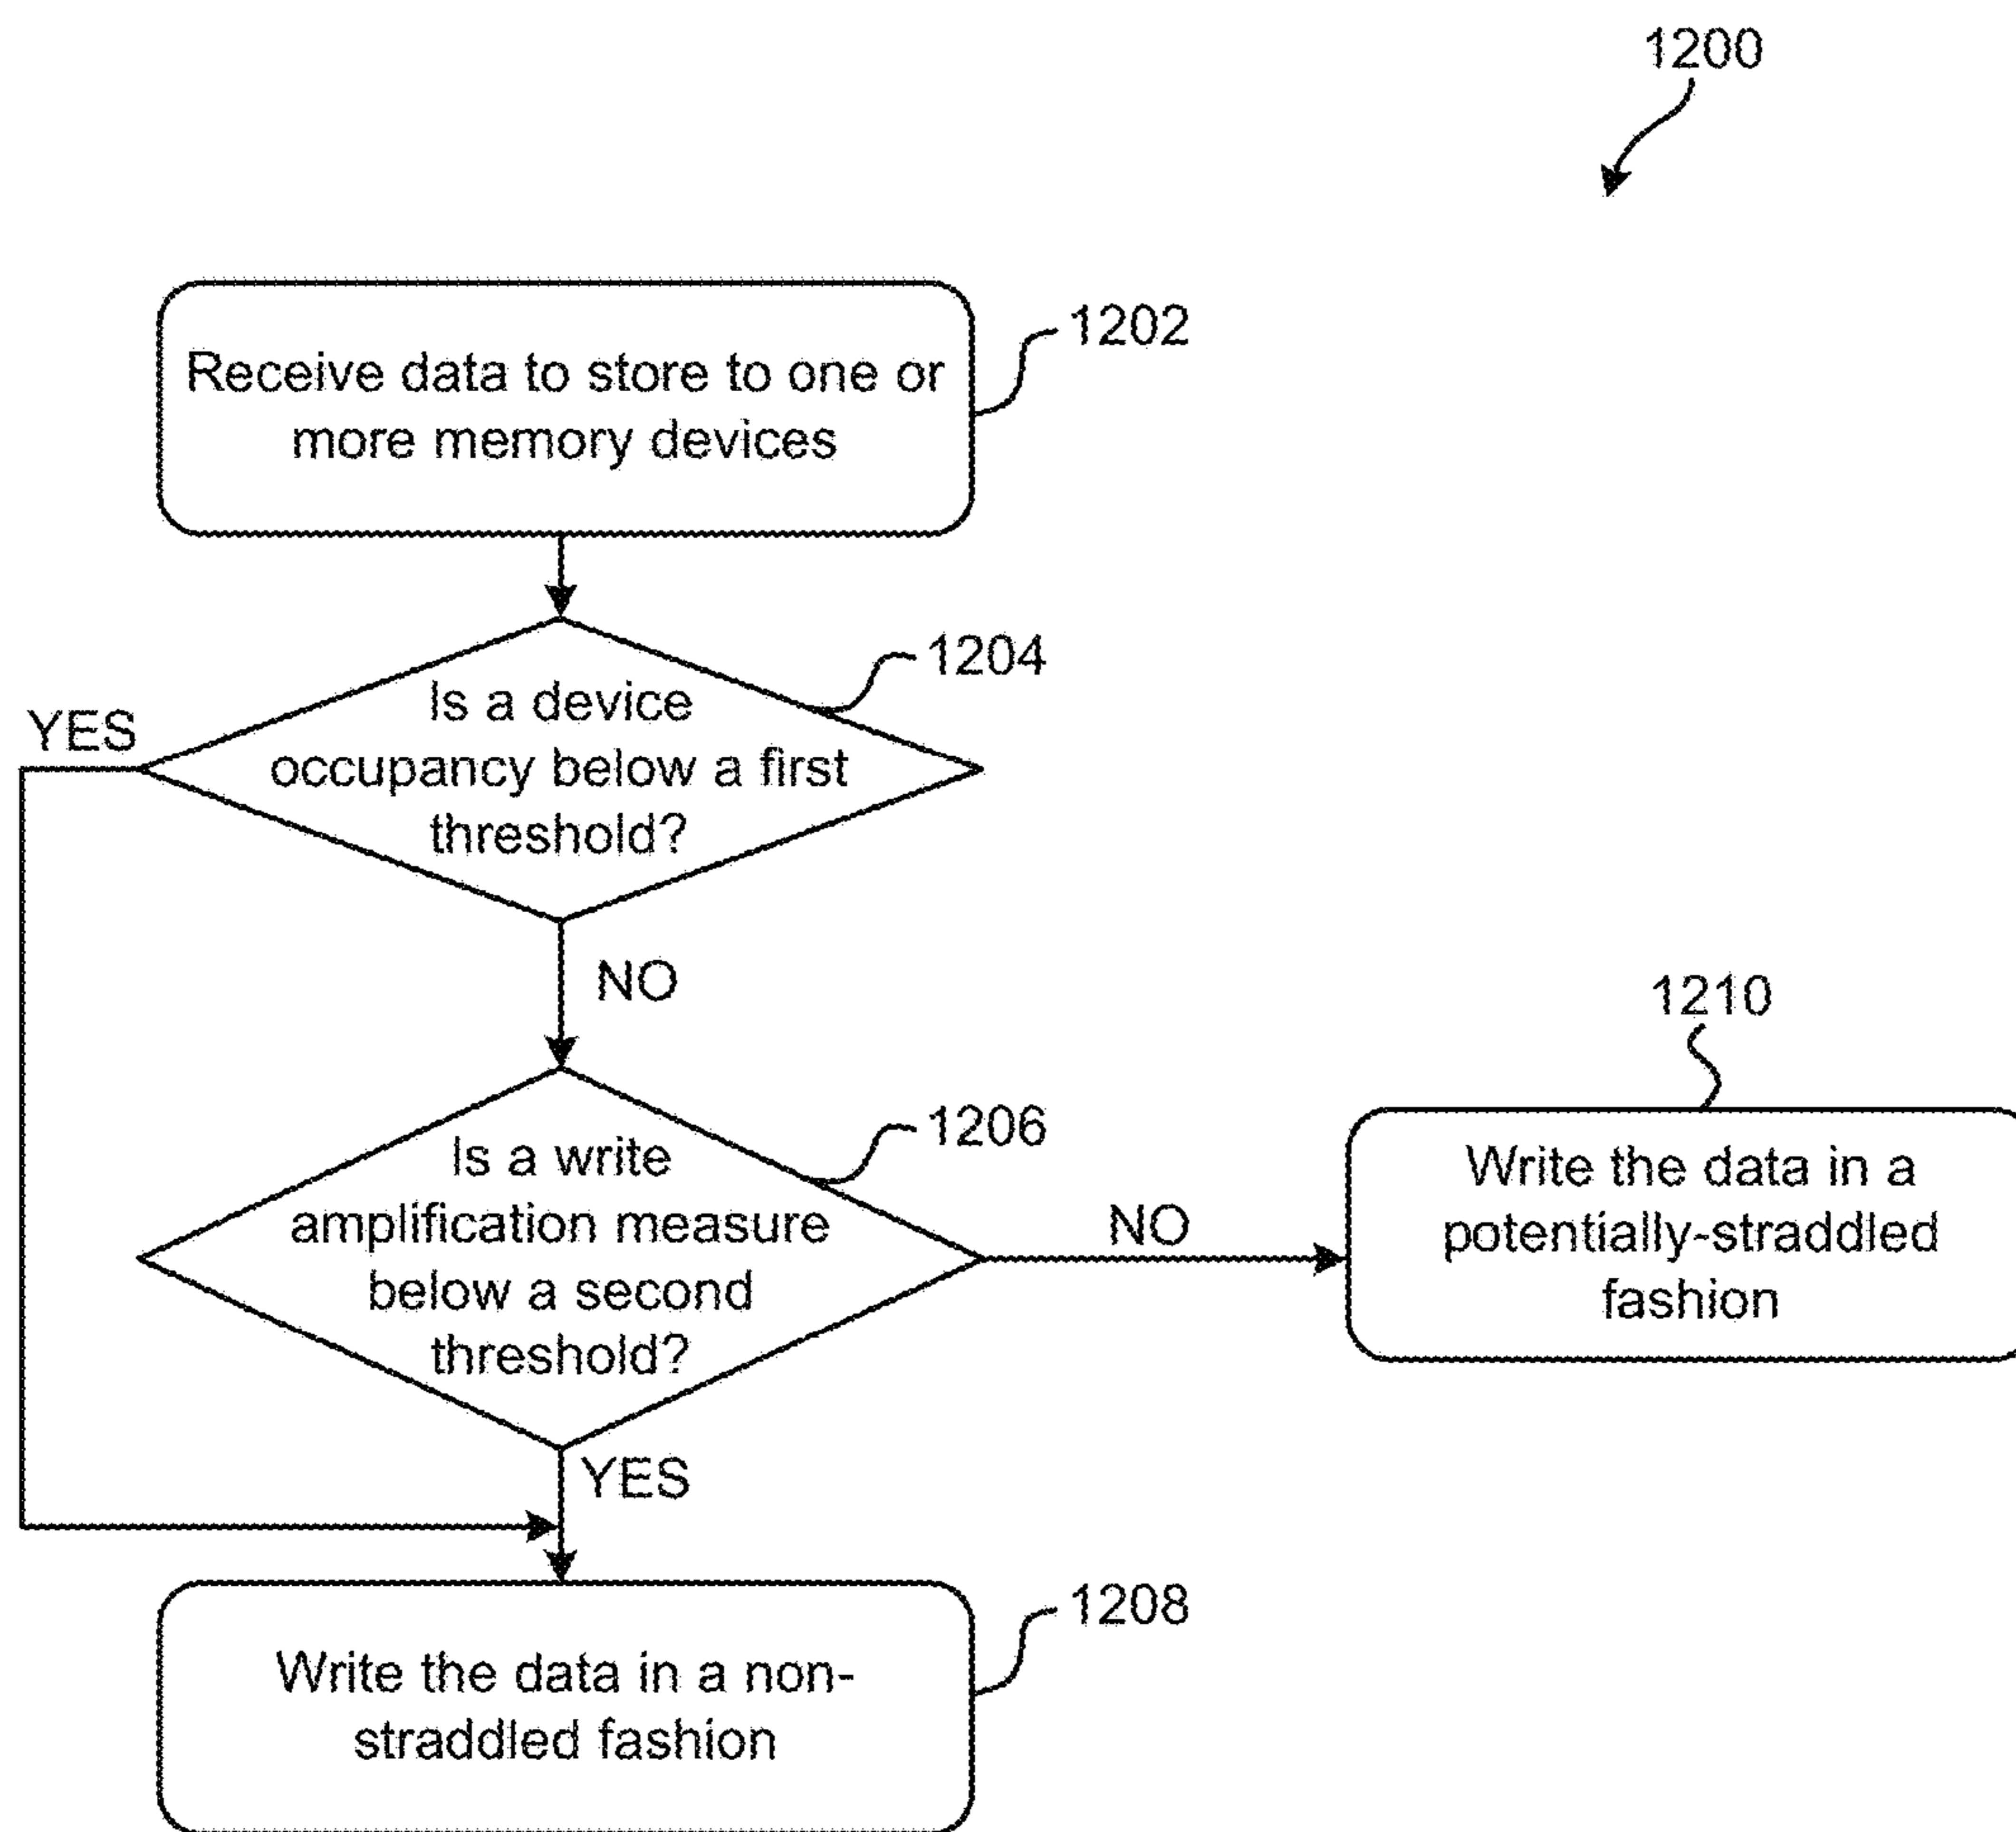 1200
Receive data to store to one or
more memory devices
1202
Is a device
occupancy below a first
threshold?
1204
YES
NO
Is a write
amplification measure
below a second
threshold?
1206
NO
1210
Write the data in a
potentially-straddled
fashion
YES
Write the data in a non-
straddled fashion
1208